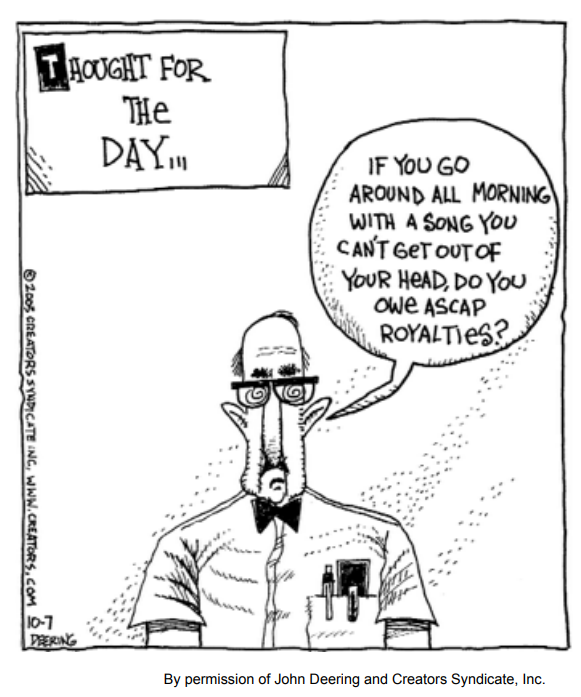 THOUGHT FOR
THE
DAY...
IF YOU GO
AROUND ALL MORNING
WITH A SONG YOU
CAN'T GET OUT OF
YOUR HEAD, DO YOU
OWE ASCAP
ROYALTIES?
© 2005 CREATORS SYNDICATE INC. WWW.CREATORS.COM
10-7
DEERING
By permission of John Deering and Creators Syndicate, Inc.